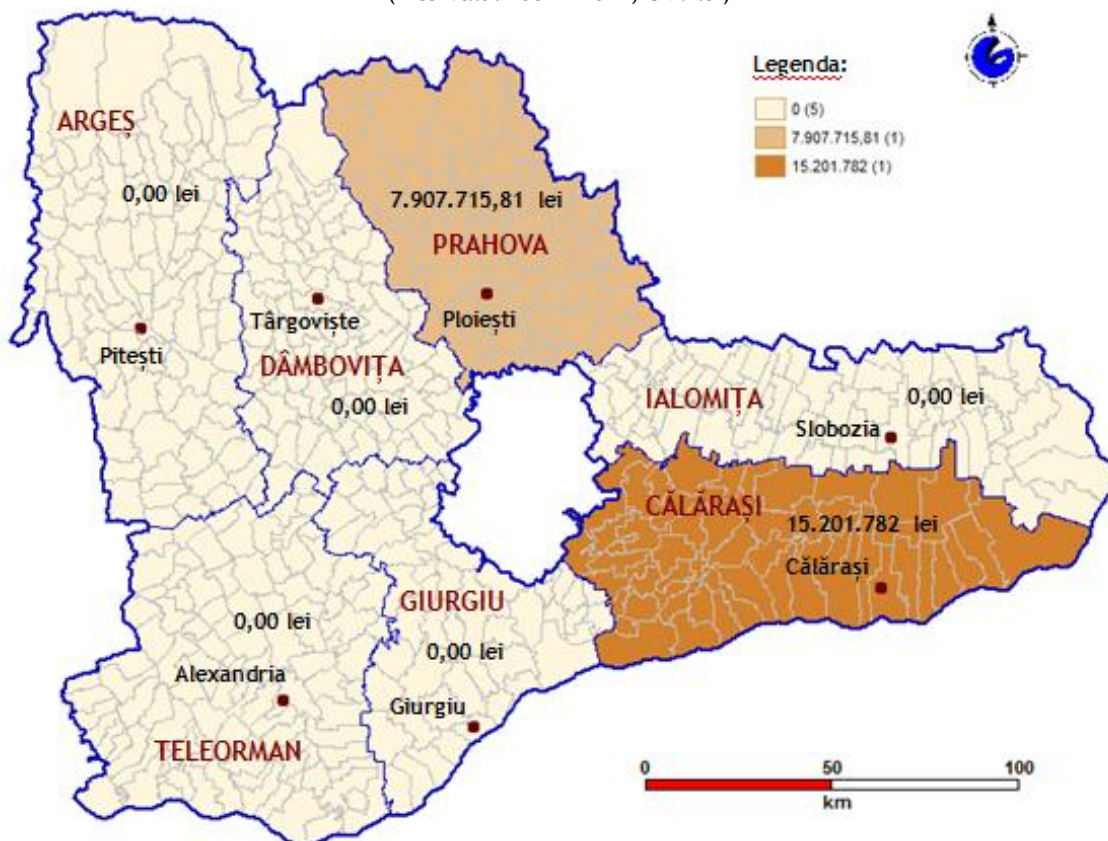 Legenda:
0 (5)
7.907.715,81 (1)
15.201.782 (1)
ARGEȘ
0,00 lei
7.907.715,81 lei
PRAHOVA
Târgoviște
Ploiești
Pitești
DÂMBOVIȚA
0,00 lei
IALOMIȚA
0,00 lei
Slobozia
CĂLĂRAȘI
15.201.782 lei
Călărași
GIURGIU
0,00 lei
0,00 lei
Alexandria
Giurgiu
TELEORMAN
0 50 100
km